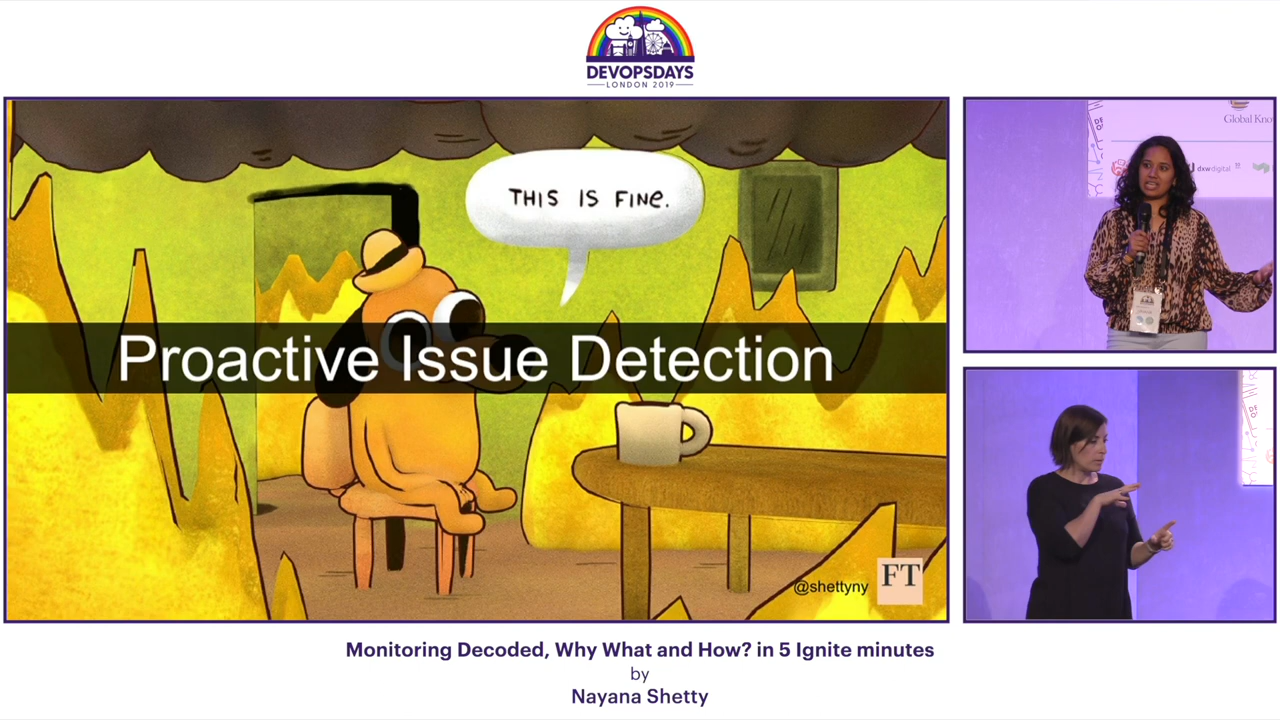 DEVOPSDAYS
LONDON 2019
THIS IS FINE.
Proactive Issue Detection
@shettyny
FT
Global Kno
dxw digital
Monitoring Decoded, Why What and How? in 5 Ignite minutes
by
Nayana Shetty